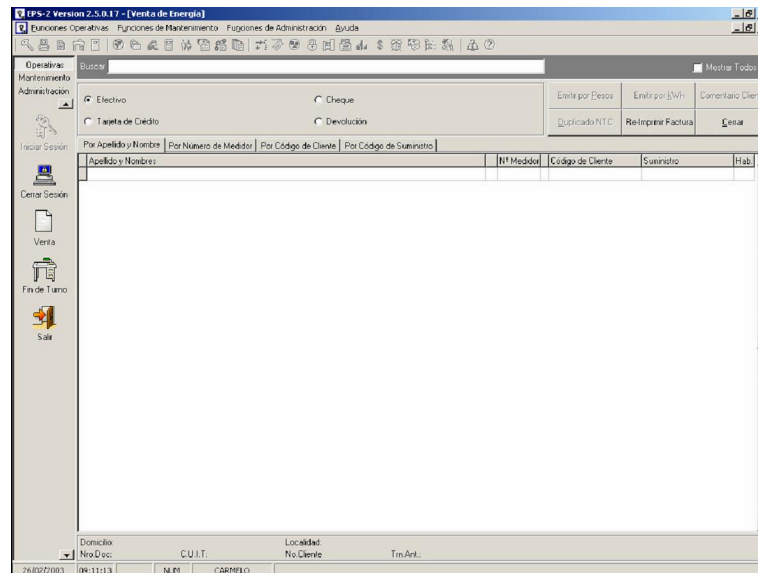 EPS-2 Version 2.5.0.17 - [Venta de Energía]
Funciones Operativas Funciones de Mantenimiento Funciones de Administración Ayuda
Operativas
Mantenimiento
Administración
Iniciar Sesión
Cerrar Sesión
Venta
Fin de Turno
Salir
Buscar
Mostrar Todos
Efectivo
Cheque
Tarjeta de Crédito
Devolución
Emitir por Pesos
Emitir por KWh
Comentario Clien
Duplicado NTC
Re-Imprimir Factura
Cerrar
Por Apellido y Nombre Por Número de Medidor Por Código de Cliente Por Código de Suministro
Apellido y Nombres Nº Medidor Código de Cliente Suministro Hab.
Domicilio: Localidad:
Nro.Doc: C.U.I.T: No.Cliente Trn.Ant.:
26/02/2003 09:11:13 NUM CARMELO